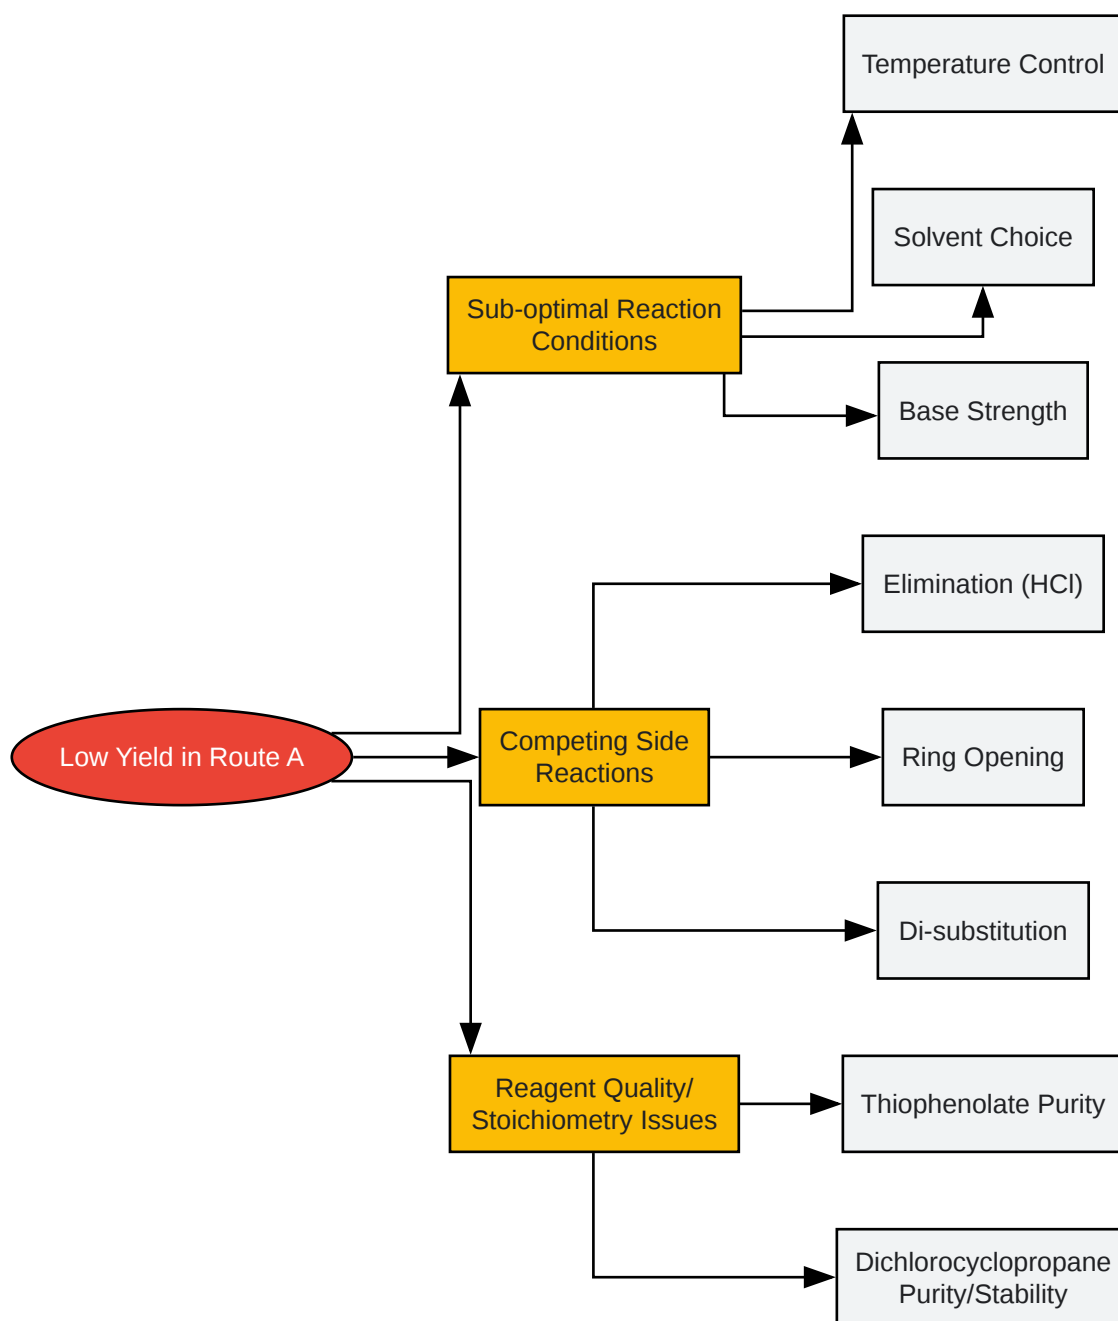 Temperature Control
Solvent Choice
Sub-optimal Reaction
Conditions
Base Strength
Elimination (HCl)
Low Yield in Route A
Competing Side
Reactions
Ring Opening
Di-substitution
Reagent Quality/
Stoichiometry Issues
Thiophenolate Purity
Dichlorocyclopropane
Purity/Stability